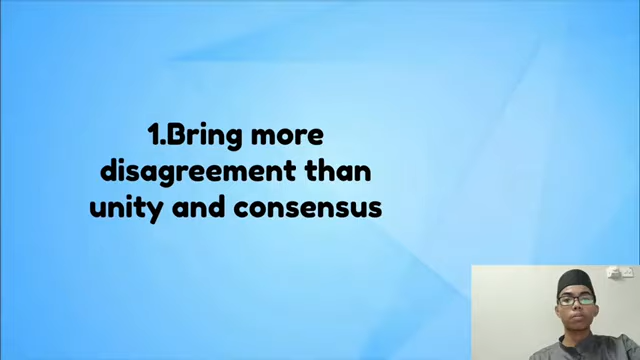 1.Bring more
disagreement than
unity and consensus